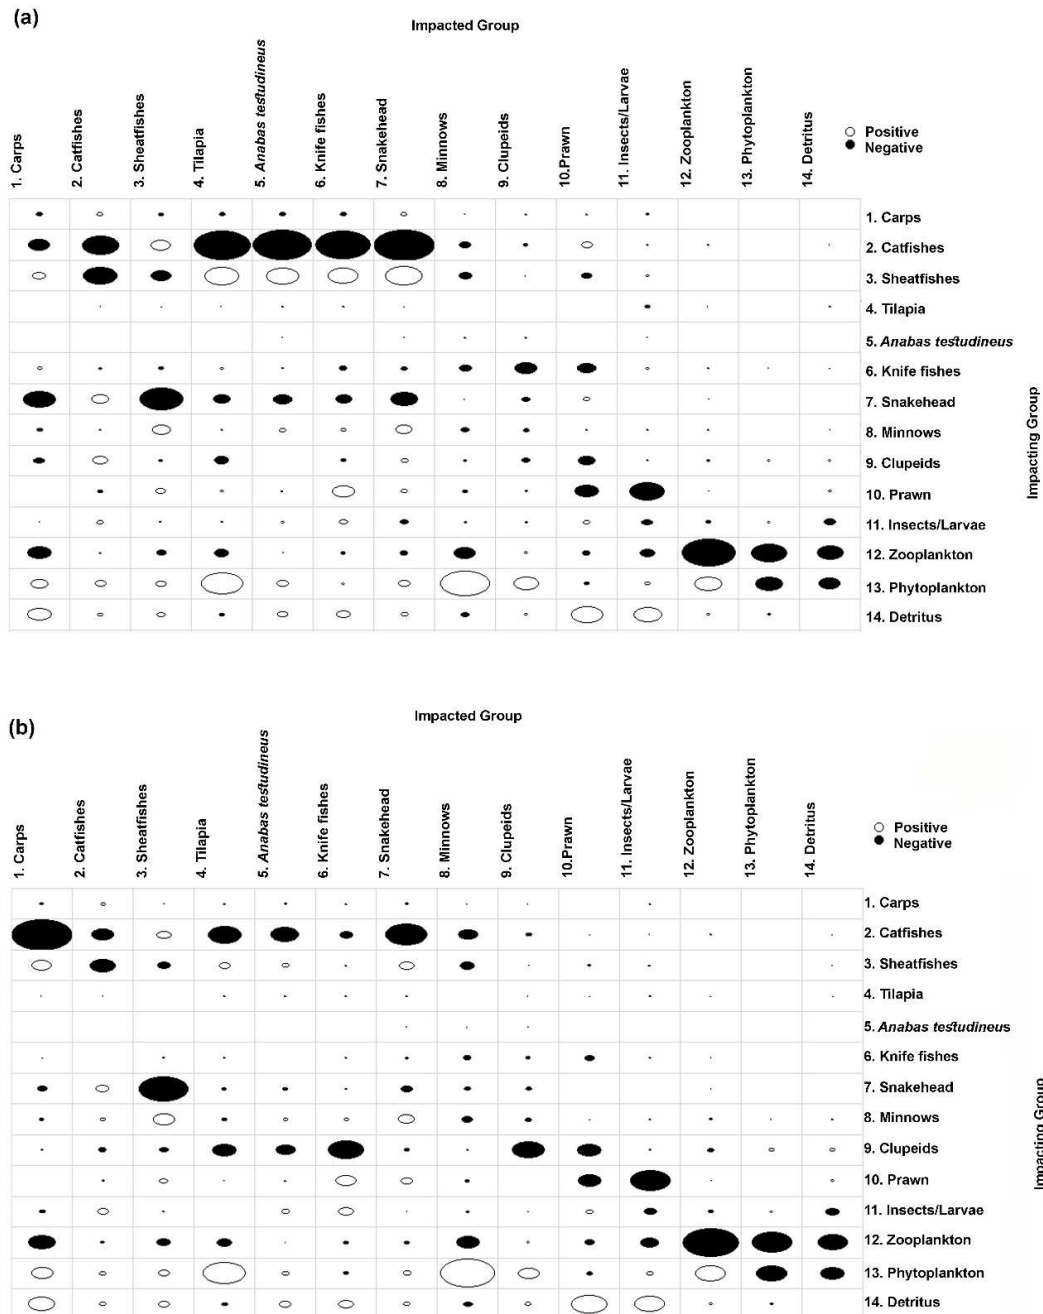 (a)
Impacted Group
1. Carps
2. Catfishes
3. Sheatfishes
4. Tilapia
5. Anabas testudineus
6. Knife fishes
7. Snakehead
8. Minnows
9. Clupeids
10.Prawn
11. Insects/Larvae
12. Zooplankton
13. Phytoplankton
14. Detritus
Positive
Negative
1. Carps
2. Catfishes
3. Sheatfishes
4. Tilapia
5. Anabas testudineus
6. Knife fishes
7. Snakehead
8. Minnows
9. Clupeids
10. Prawn
11. Insects/Larvae
12. Zooplankton
13. Phytoplankton
14. Detritus
Impacting Group
(b)
Impacted Group
1. Carps
2. Catfishes
3. Sheatfishes
4. Tilapia
5. Anabas testudineus
6. Knife fishes
7. Snakehead
8. Minnows
9. Clupeids
10.Prawn
11. Insects/Larvae
12. Zooplankton
13. Phytoplankton
14. Detritus
Positive
Negative
1. Carps
2. Catfishes
3. Sheatfishes
4. Tilapia
5. Anabas testudineus
6. Knife fishes
7. Snakehead
8. Minnows
9. Clupeids
10. Prawn
11. Insects/Larvae
12. Zooplankton
13. Phytoplankton
14. Detritus
Impacting Group